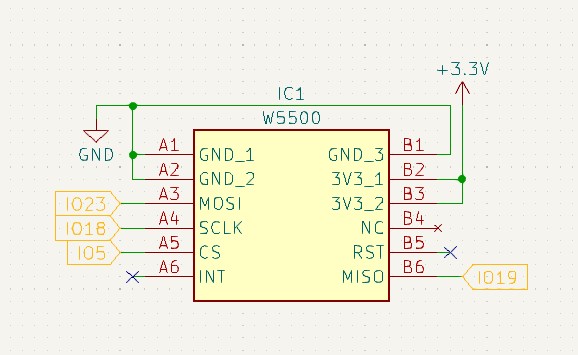 +3.3V
IC1
W5500
GND
A1 GND_1 GND_3 B1
A2 GND_2 3V3_1 B2
IO23 A3 MOSI 3V3_2 B3
IO18 A4 SCLK NC B4
IO5 A5 CS RST B5
A6 INT MISO B6 IO19